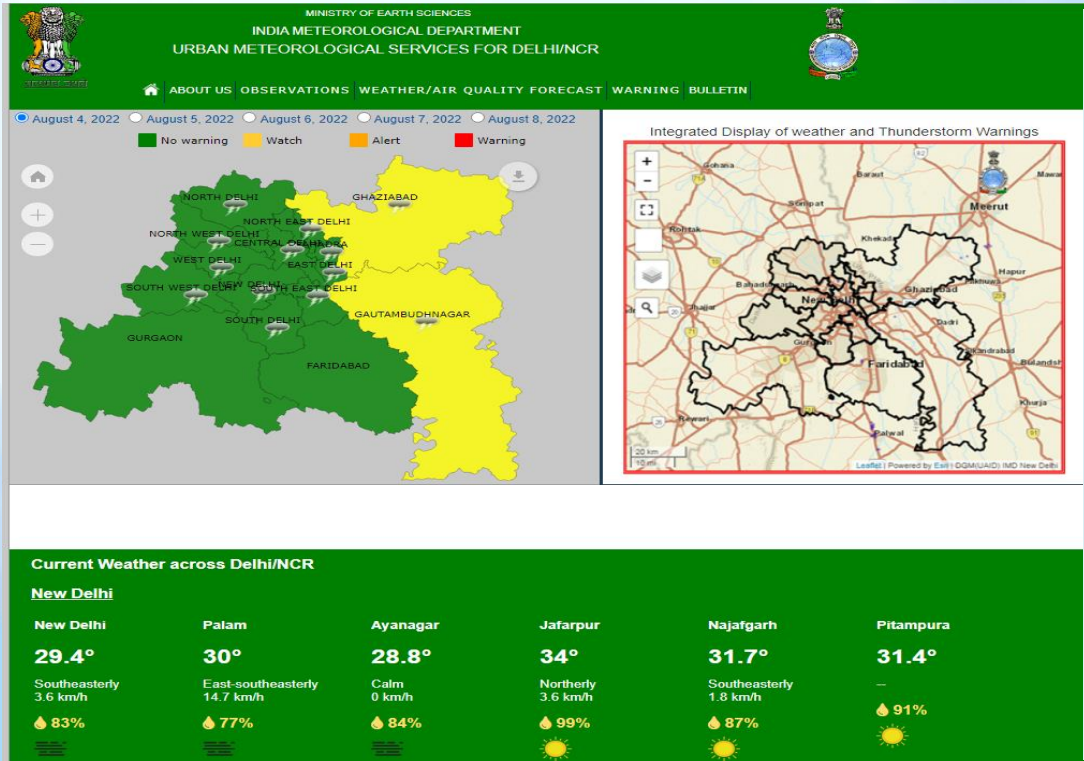 MINISTRY OF EARTH SCIENCES
INDIA METEOROLOGICAL DEPARTMENT
URBAN METEOROLOGICAL SERVICES FOR DELHI/NCR
ABOUT US OBSERVATIONS WEATHER/AIR QUALITY FORECAST WARNING BULLETIN
August 4, 2022 August 5, 2022 August 6, 2022 August 7, 2022 August 8, 2022
No warning Watch Alert Warning
NORTH DELHI
GHAZIABAD
NORTH EAST DELHI
NORTH WEST DELHI
CENTRAL DELHI
WEST DELHI
EAST DELHI
SOUTH WEST DELHI NEW DELHI SOUTH EAST DELHI
GAUTAMBUDHNAGAR
SOUTH DELHI
GURGAON
FARIDABAD
Integrated Display of weather and Thunderstorm Warnings
+
−
Gohana
Baraut
Mawa
Sonipat
Meerut
Rohtak
Khekada
Hapur
Ghaziabad
New Delhi
Jhajjar
Dadri
Faridabad
Khurja
Rewari
Palwal
20 km
10 mi
Leaflet | Powered by Esri | DGM(UAID) IMD New Delhi
Current Weather across Delhi/NCR
New Delhi
New Delhi Palam Ayanagar Jafarpur Najafgarh Pitampura
29.4° 30° 28.8° 34° 31.7° 31.4°
Southeasterly East-southeasterly Calm Northerly Southeasterly --
3.6 km/h 14.7 km/h 0 km/h 3.6 km/h 1.8 km/h
83% 77% 84% 99% 87% 91%